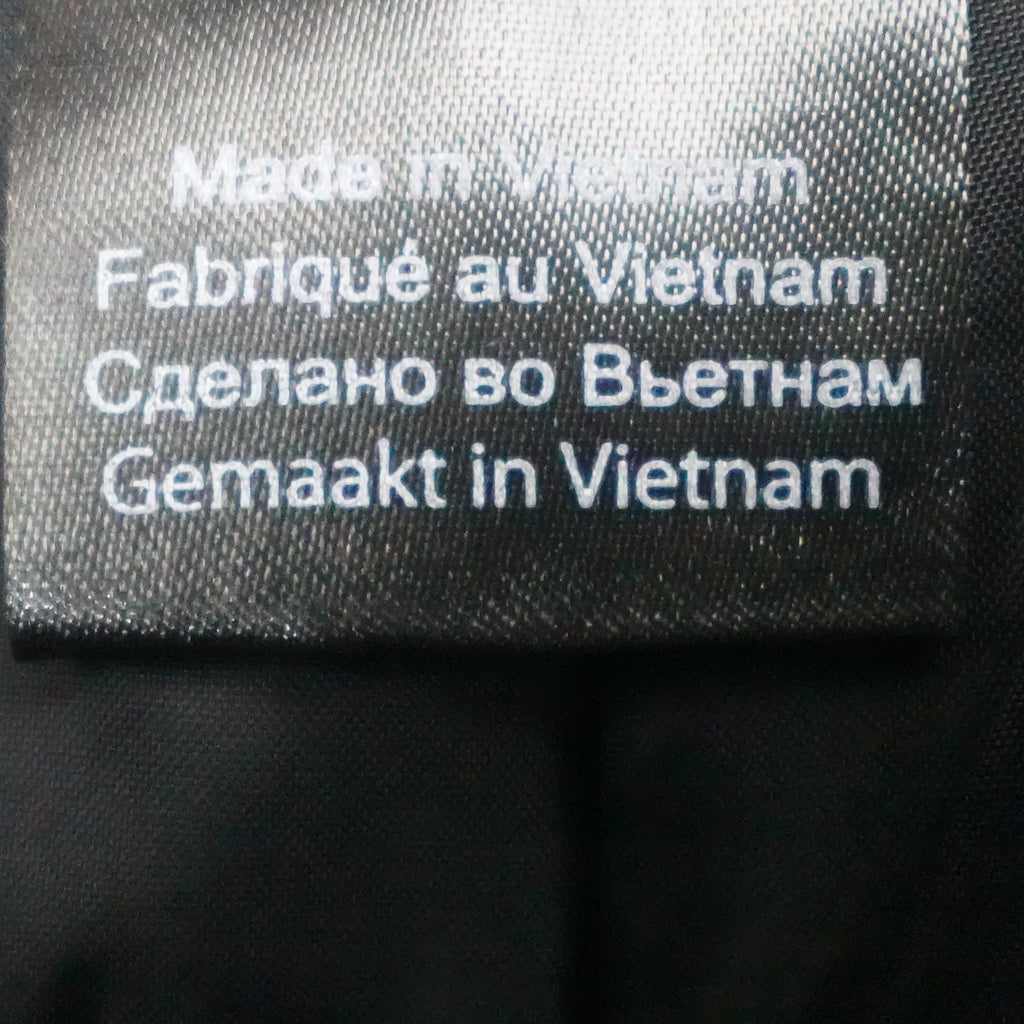 Made in Vietnam
Fabriqué au Vietnam
Сделано во Вьетнам
Gemaakt in Vietnam